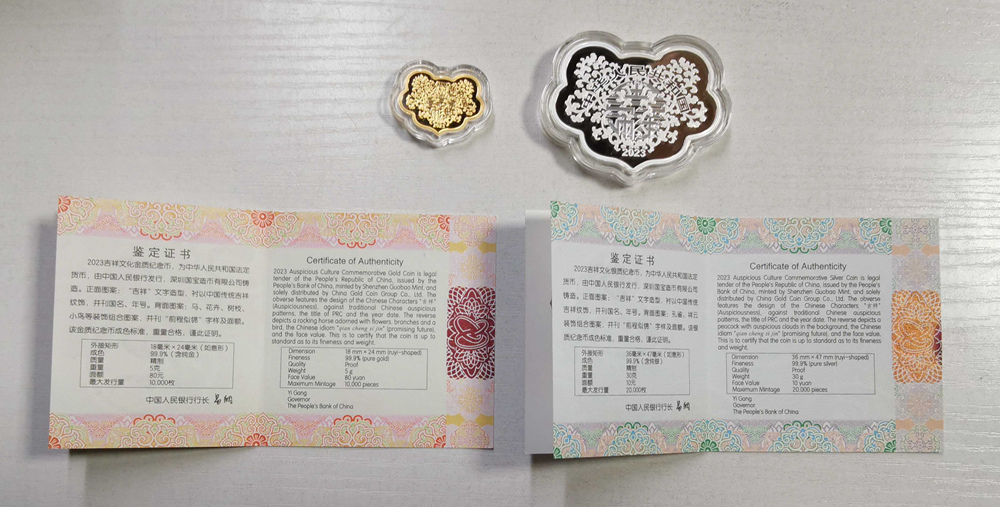 2023
鉴定证书
2023吉祥文化金质纪念币，为中华人民共和国法定
货币，由中国人民银行发行，深圳国宝造币有限公司铸
造。正面图案：“吉祥”文字造型，衬以中国传统吉祥
纹饰，并刊国名、年号。背面图案：马、花卉、树枝、
小鸟等装饰组合图案，并刊“前程似锦”字样及面额。
该金质纪念币成色标准，重量合格，谨此证明。
外接矩形 18毫米×24毫米（如意形）
成色 99.9%（含纯金）
质量 精制
重量 5克
面额 80元
最大发行量 10,000枚
中国人民银行行长
Certificate of Authenticity
2023 Auspicious Culture Commemorative Gold Coin is legal
tender of the People's Republic of China, issued by the
People's Bank of China, minted by Shenzhen Guobao Mint, and
solely distributed by China Gold Coin Group Co., Ltd. The
obverse features the design of the Chinese Characters "吉祥"
(Auspiciousness), against traditional Chinese auspicious
patterns, the title of PRC and the year date. The reverse
depicts a rocking horse adorned with flowers, branches and a
bird, the Chinese idiom "qian cheng si jin" (promising future),
and the face value. This is to certify that the coin is up to
standard as to its fineness and weight.
Dimension 18 mm × 24 mm (ruyi-shaped)
Fineness 99.9% (pure gold)
Quality Proof
Weight 5 g
Face Value 80 yuan
Maximum Mintage 10,000 pieces
Yi Gang
Governor
The People's Bank of China
鉴定证书
2023吉祥文化银质纪念币，为中华人民共和国法定
货币，由中国人民银行发行，深圳国宝造币有限公司
铸造。正面图案：“吉祥”文字造型，衬以中国传统
吉祥纹饰，并刊国名、年号。背面图案：孔雀、祥云
等装饰组合图案，并刊“前程似锦”字样及面额。该银
质纪念币成色标准，重量合格，谨此证明。
外接矩形 36毫米×47毫米（如意形）
成色 99.9%（含纯银）
质量 精制
重量 30克
面额 10元
最大发行量 20,000枚
中国人民银行行长
Certificate of Authenticity
2023 Auspicious Culture Commemorative Silver Coin is legal
tender of the People's Republic of China, issued by the People's
Bank of China, minted by Shenzhen Guobao Mint, and solely
distributed by China Gold Coin Group Co., Ltd. The obverse
features the design of the Chinese Characters "吉祥"
(Auspiciousness), against traditional Chinese auspicious
patterns, the title of PRC and the year date. The reverse depicts a
peacock with auspicious clouds in the background, the Chinese
idiom "qian cheng si jin" (promising future), and the face value.
This is to certify that the coin is up to standard as to its fineness
and weight.
Dimension 36 mm × 47 mm (ruyi-shaped)
Fineness 99.9% (pure silver)
Quality Proof
Weight 30 g
Face Value 10 yuan
Maximum Mintage 20,000 pieces
Yi Gang
Governor
The People's Bank of China